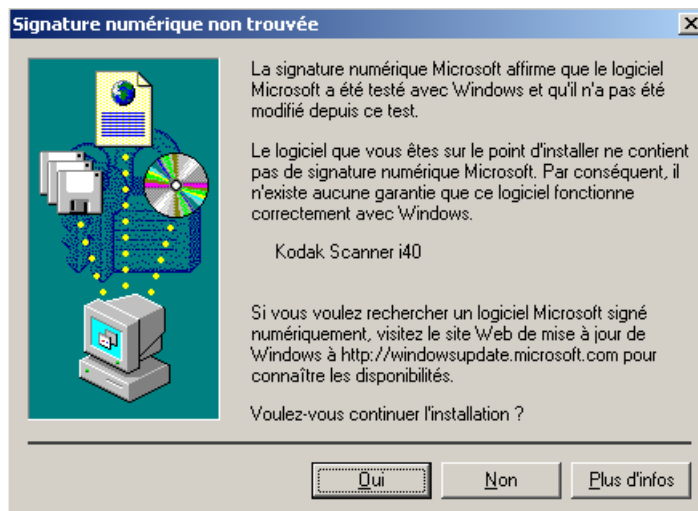 Signature numérique non trouvée
La signature numérique Microsoft affirme que le logiciel
Microsoft a été testé avec Windows et qu'il n'a pas été
modifié depuis ce test.
Le logiciel que vous êtes sur le point d'installer ne contient
pas de signature numérique Microsoft. Par conséquent, il
n'existe aucune garantie que ce logiciel fonctionne
correctement avec Windows.
Kodak Scanner i40
Si vous voulez rechercher un logiciel Microsoft signé
numériquement, visitez le site Web de mise à jour de
Windows à http://windowsupdate.microsoft.com pour
connaître les disponibilités.
Voulez-vous continuer l'installation ?
Oui
Non
Plus d'infos